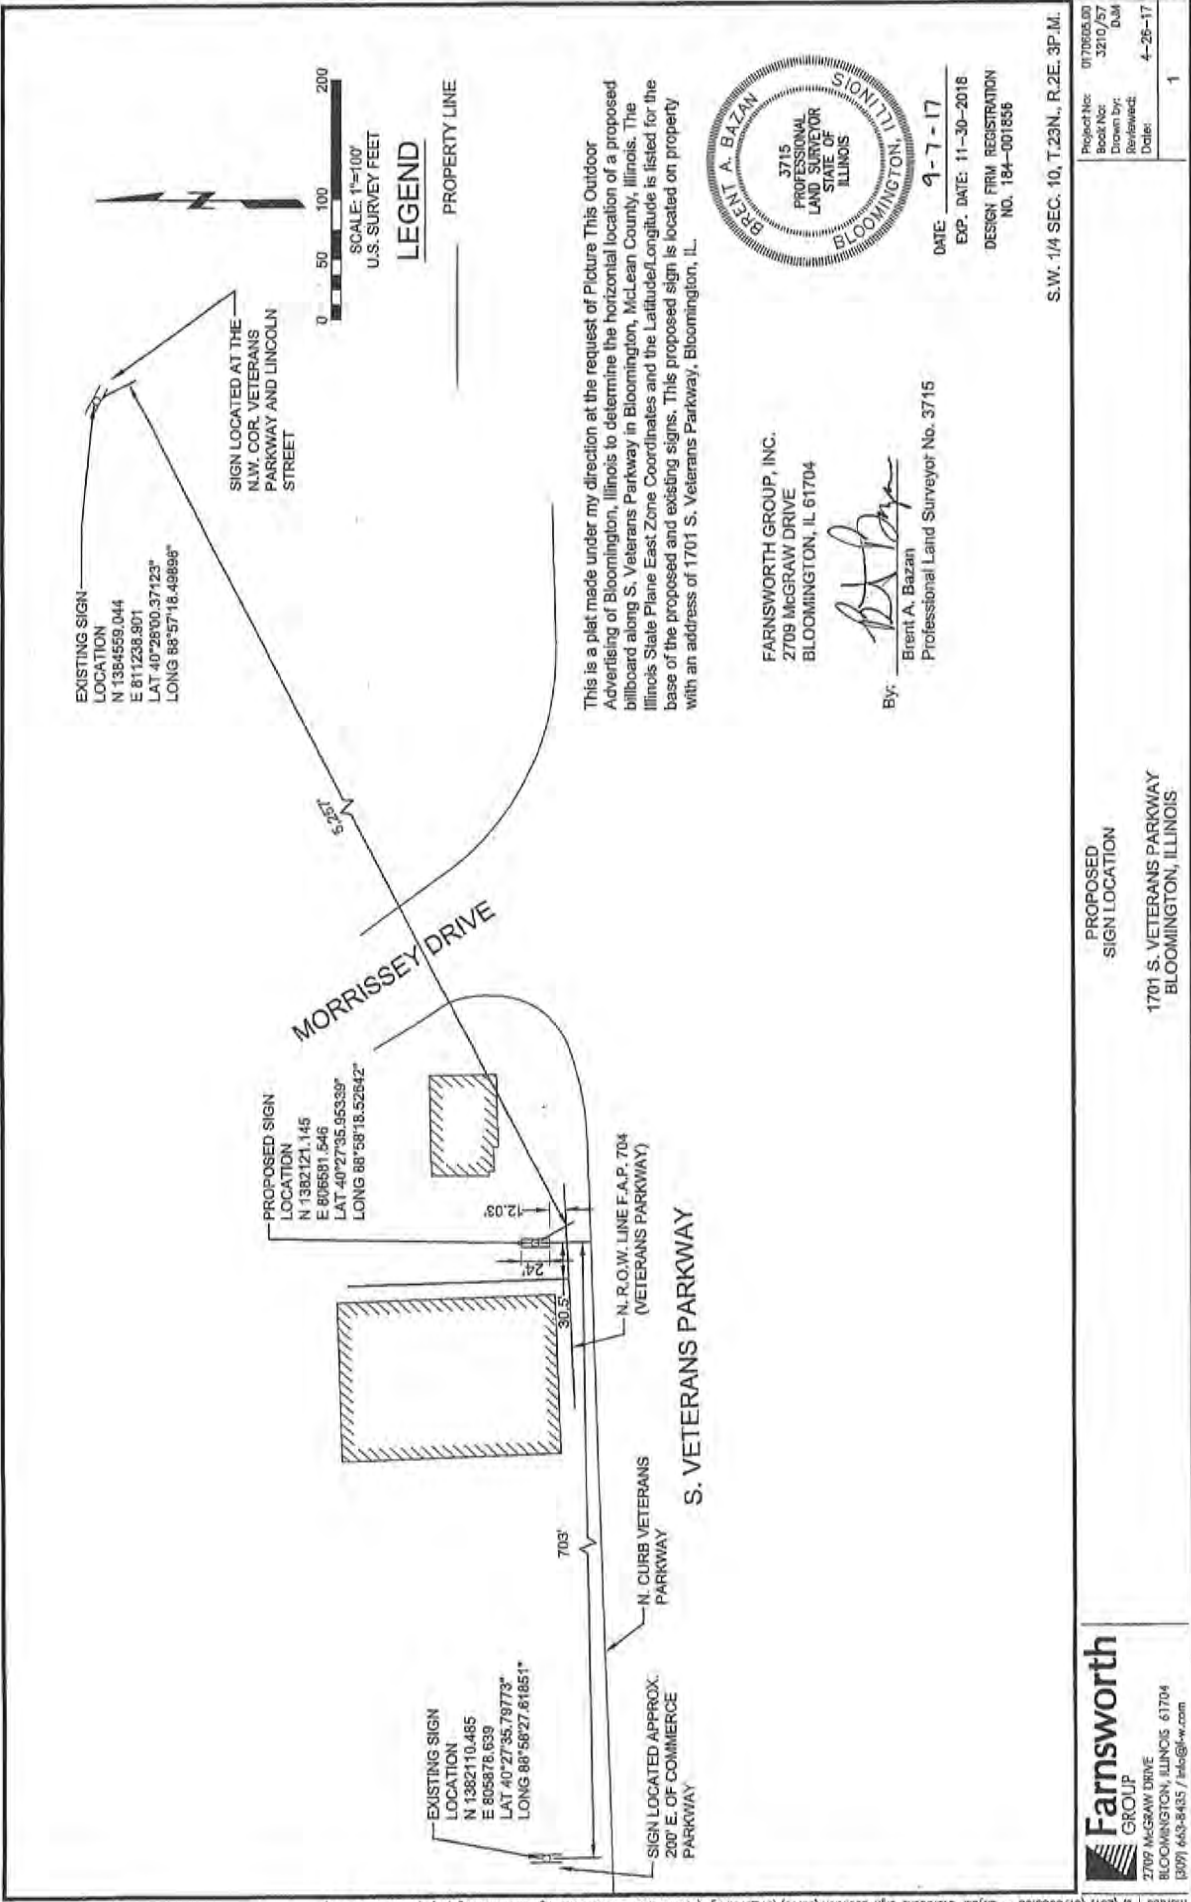 EXISTING SIGN
LOCATION
N 13845559.044
E 811238.901
LAT 40°28'00.37123"
LONG 88°57'18.49896"
SIGN LOCATED AT THE
N.W. COR. VETERANS
PARKWAY AND LINCOLN
STREET
N
0 50 100 200
SCALE: 1"=100'
U.S. SURVEY FEET
LEGEND
PROPERTY LINE
5,257'
MORRISSEY DRIVE
PROPOSED SIGN
LOCATION
N 1382121.145
E 806581.546
LAT 40°27'35.95339"
LONG 88°58'18.52642"
12.03'
24'
30.5'
N. R.O.W. LINE F.A.P. 704
(VETERANS PARKWAY)
S. VETERANS PARKWAY
703'
N. CURB VETERANS
PARKWAY
EXISTING SIGN
LOCATION
N 1382110.485
E 805878.639
LAT 40°27'35.79773"
LONG 88°58'27.61851"
SIGN LOCATED APPROX.
200' E. OF COMMERCE
PARKWAY
This is a plat made under my direction at the request of Picture This Outdoor
Advertising of Bloomington, Illinois to determine the horizontal location of a proposed
billboard along S. Veterans Parkway in Bloomington, McLean County, Illinois. The
Illinois State Plane East Zone Coordinates and the Latitude/Longitude is listed for the
base of the proposed and existing signs. This proposed sign is located on property
with an address of 1701 S. Veterans Parkway, Bloomington, IL.
FARNSWORTH GROUP, INC.
2709 McGRAW DRIVE
BLOOMINGTON, IL 61704
By:
Brent A. Bazan
Professional Land Surveyor No. 3715
BRENT A. BAZAN
3715
PROFESSIONAL
LAND SURVEYOR
STATE OF
ILLINOIS
BLOOMINGTON, ILLINOIS
DATE: 9-7-17
EXP. DATE: 11-30-2018
DESIGN FIRM REGISTRATION
NO. 184-001856
S.W. 1/4 SEC. 10, T.23N., R.2E. 3P.M.
Farnsworth
GROUP
2709 McGRAW DRIVE
BLOOMINGTON, ILLINOIS 61704
(309) 663-8435 / info@f-w.com
PROPOSED
SIGN LOCATION
1701 S. VETERANS PARKWAY
BLOOMINGTON, ILLINOIS
Project No: 0170605.00
Book No: 3210/57
Drawn by: DJM
Reviewed:
Date: 4-26-17
1